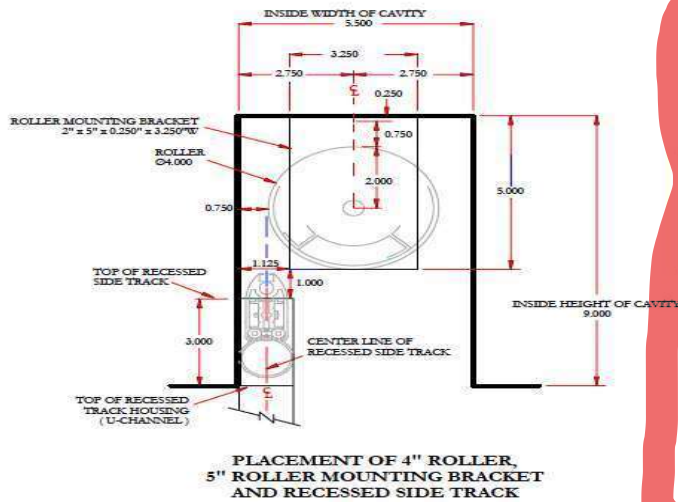 INSIDE WIDTH OF CAVITY
5.500
3.250
2.750
2.750
℄
0.250
ROLLER MOUNTING BRACKET
2" x 5" x 0.250" x 3.250"W
0.750
ROLLER
Ø4.000
2.000
5.000
0.750
1.125
TOP OF RECESSED
SIDE TRACK
1.000
INSIDE HEIGHT OF CAVITY
9.000
3.000
CENTER LINE OF
RECESSED SIDE TRACK
℄
TOP OF RECESSED
TRACK HOUSING
( U-CHANNEL )
PLACEMENT OF 4" ROLLER,
5" ROLLER MOUNTING BRACKET
AND RECESSED SIDE TRACK